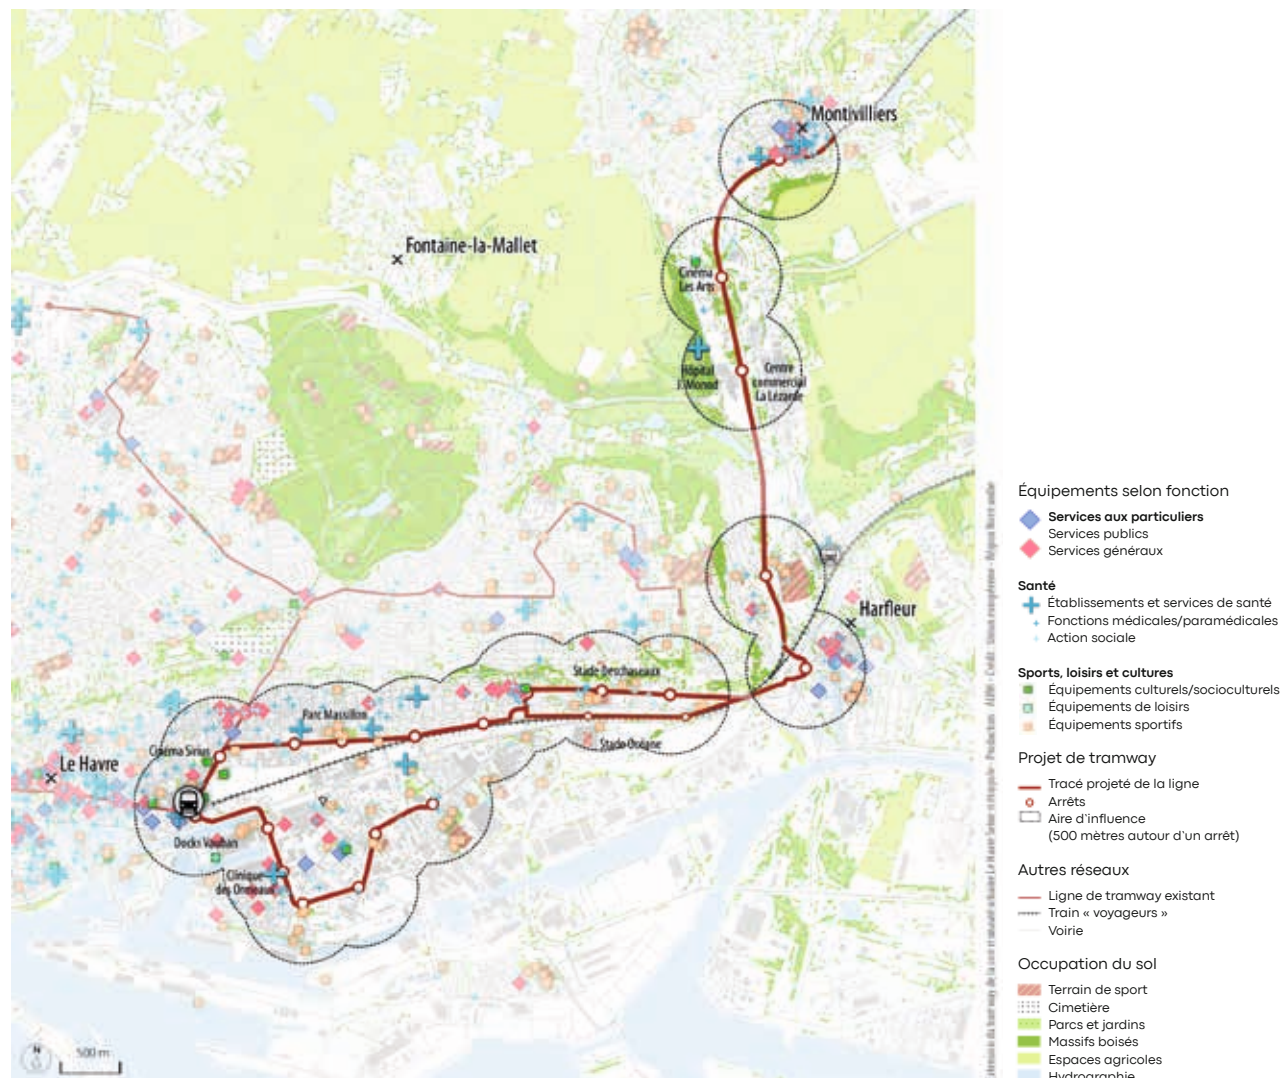 Montivilliers
Fontaine-la-Mallet
Cinéma
Les Arts
Hôpital
J. Monod
Centre
commercial
La Lézarde
Harfleur
Stade Deschaseaux
Parc Massillon
Stade Océane
Cinéma Sirius
Le Havre
Docks Vauban
Clinique
des Ormeaux
N
500 m
Équipements selon fonction
Services aux particuliers
Services publics
Services généraux
Santé
Établissements et services de santé
Fonctions médicales/paramédicales
Action sociale
Sports, loisirs et cultures
Équipements culturels/socioculturels
Équipements de loisirs
Équipements sportifs
Projet de tramway
Tracé projeté de la ligne
Arrêts
Aire d'influence
(500 mètres autour d'un arrêt)
Autres réseaux
Ligne de tramway existant
Train « voyageurs »
Voirie
Occupation du sol
Terrain de sport
Cimetière
Parcs et jardins
Massifs boisés
Espaces agricoles
Hydrographie